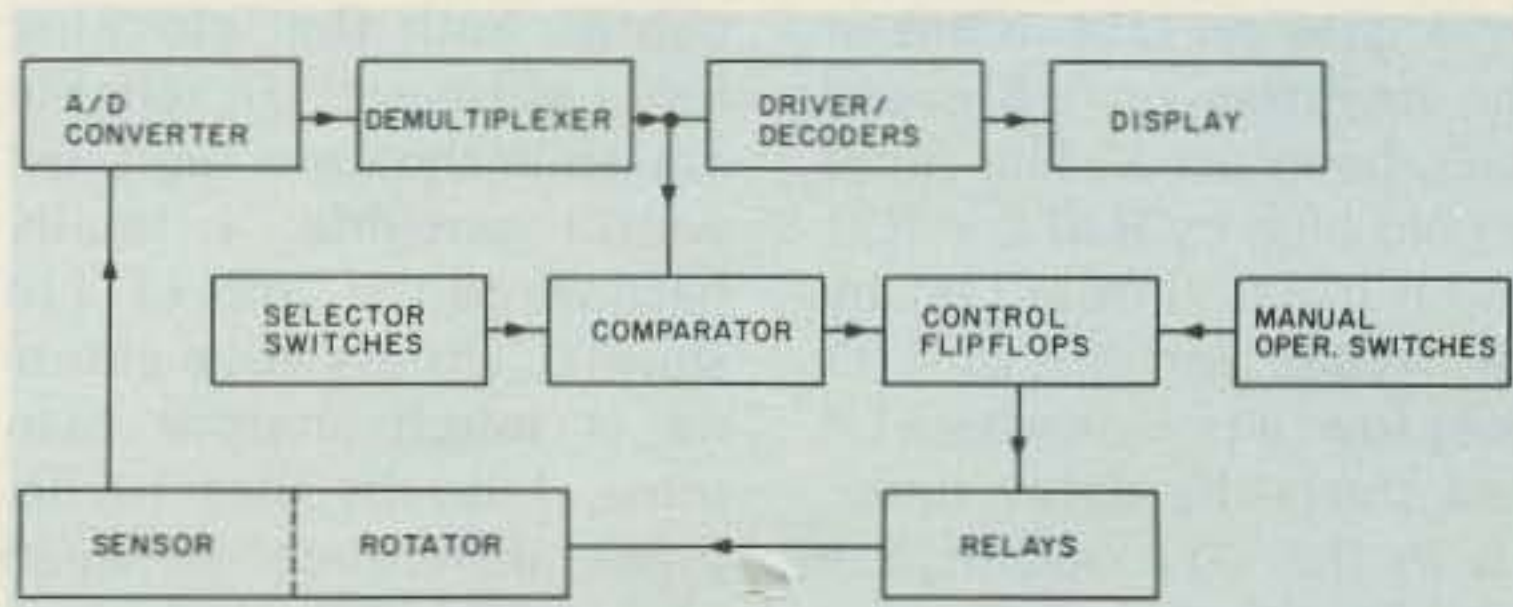 A/D
CONVERTER
DEMULTIPLEXER
DRIVER/
DECODERS
DISPLAY
SELECTOR
SWITCHES
COMPARATOR
CONTROL
FLIPFLOPS
MANUAL
OPER. SWITCHES
SENSOR
ROTATOR
RELAYS